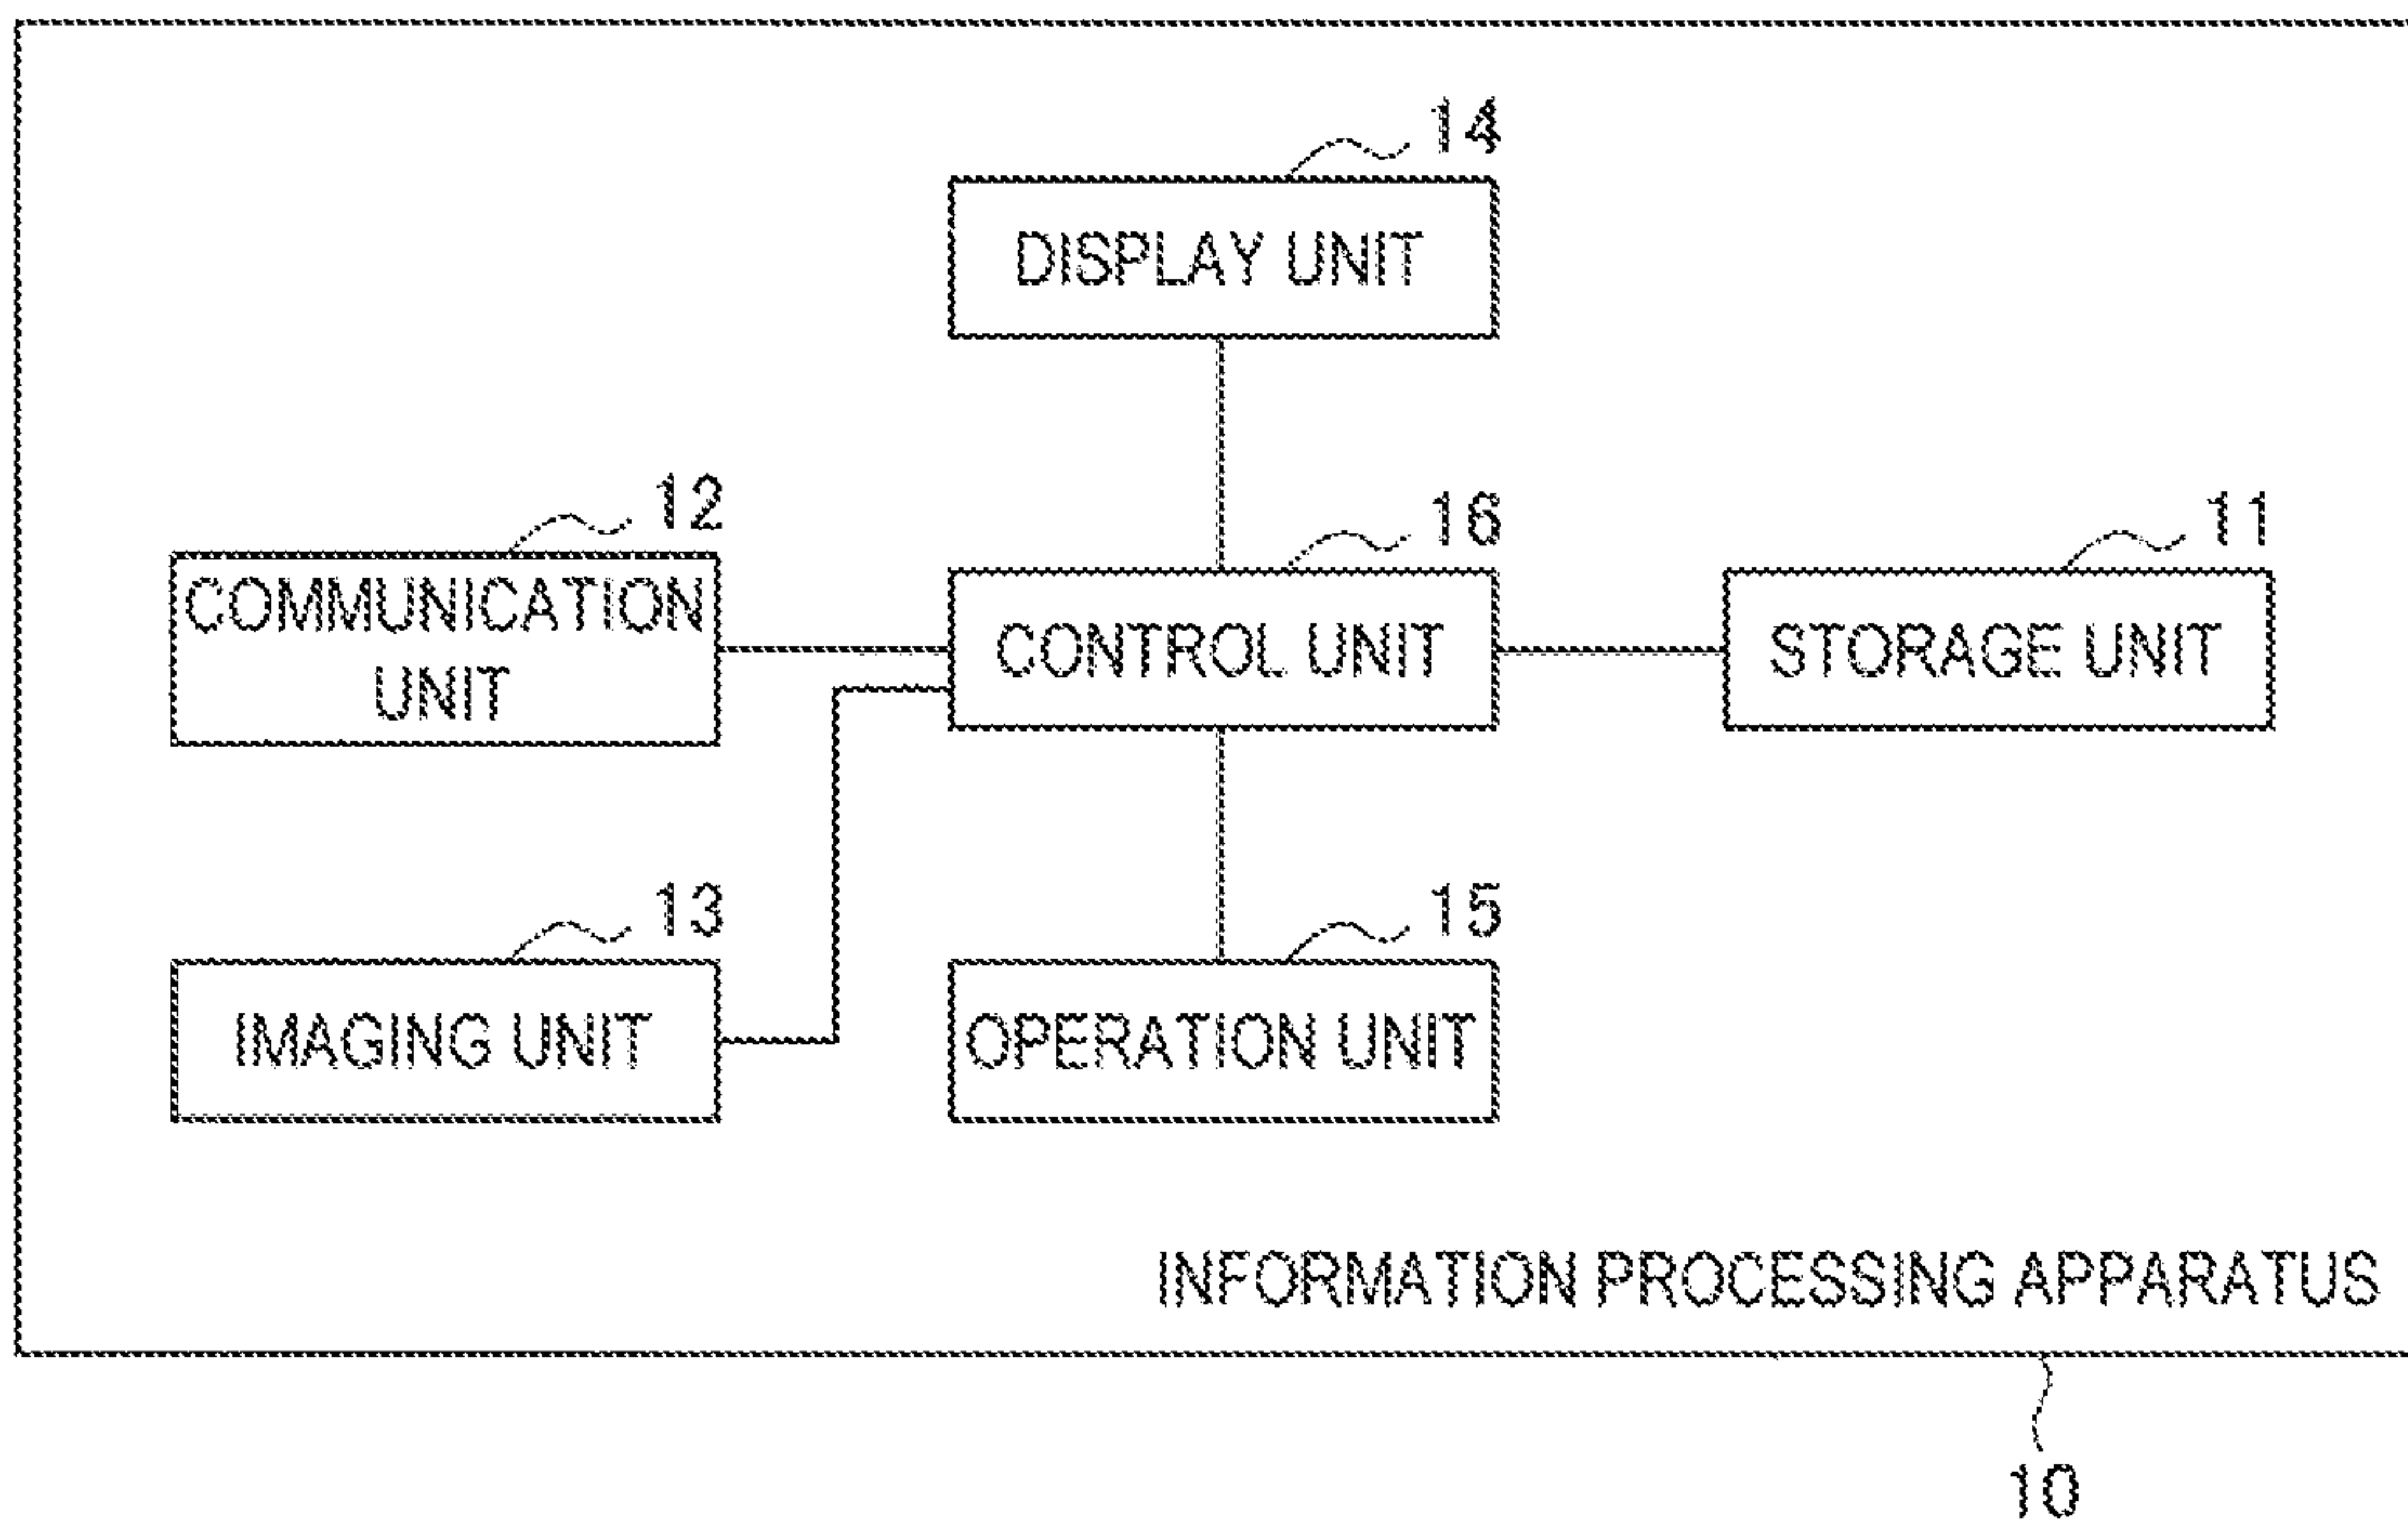 14
DISPLAY UNIT
12
16
11
COMMUNICATION
UNIT
CONTROL UNIT
STORAGE UNIT
13
15
IMAGING UNIT
OPERATION UNIT
INFORMATION PROCESSING APPARATUS
10